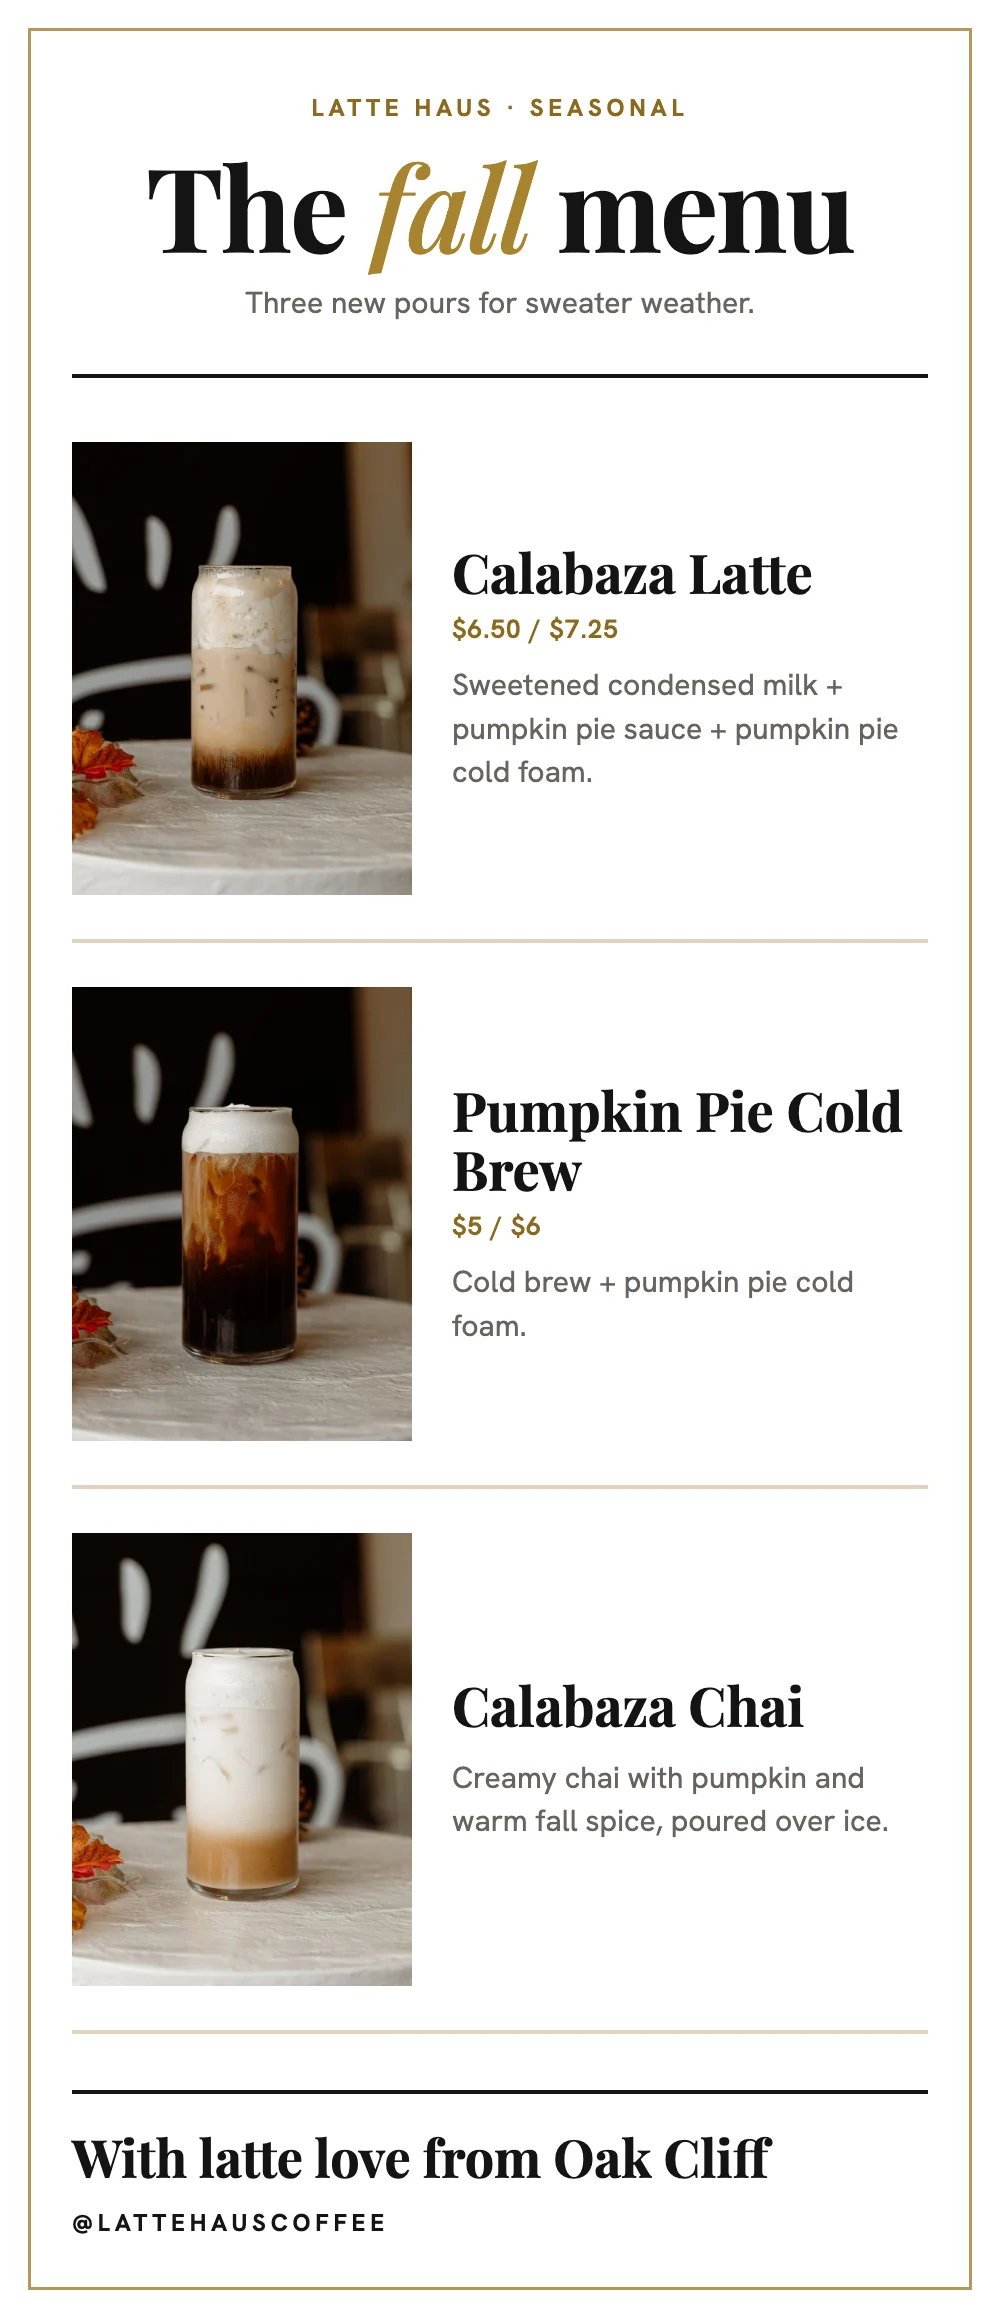 LATTE HAUS · SEASONAL
The fall menu
Three new pours for sweater weather.
Calabaza Latte
$6.50 / $7.25
Sweetened condensed milk +
pumpkin pie sauce + pumpkin pie
cold foam.
Pumpkin Pie Cold
Brew
$5 / $6
Cold brew + pumpkin pie cold
foam.
Calabaza Chai
Creamy chai with pumpkin and
warm fall spice, poured over ice.
With latte love from Oak Cliff
@LATTEHAUSCOFFEE